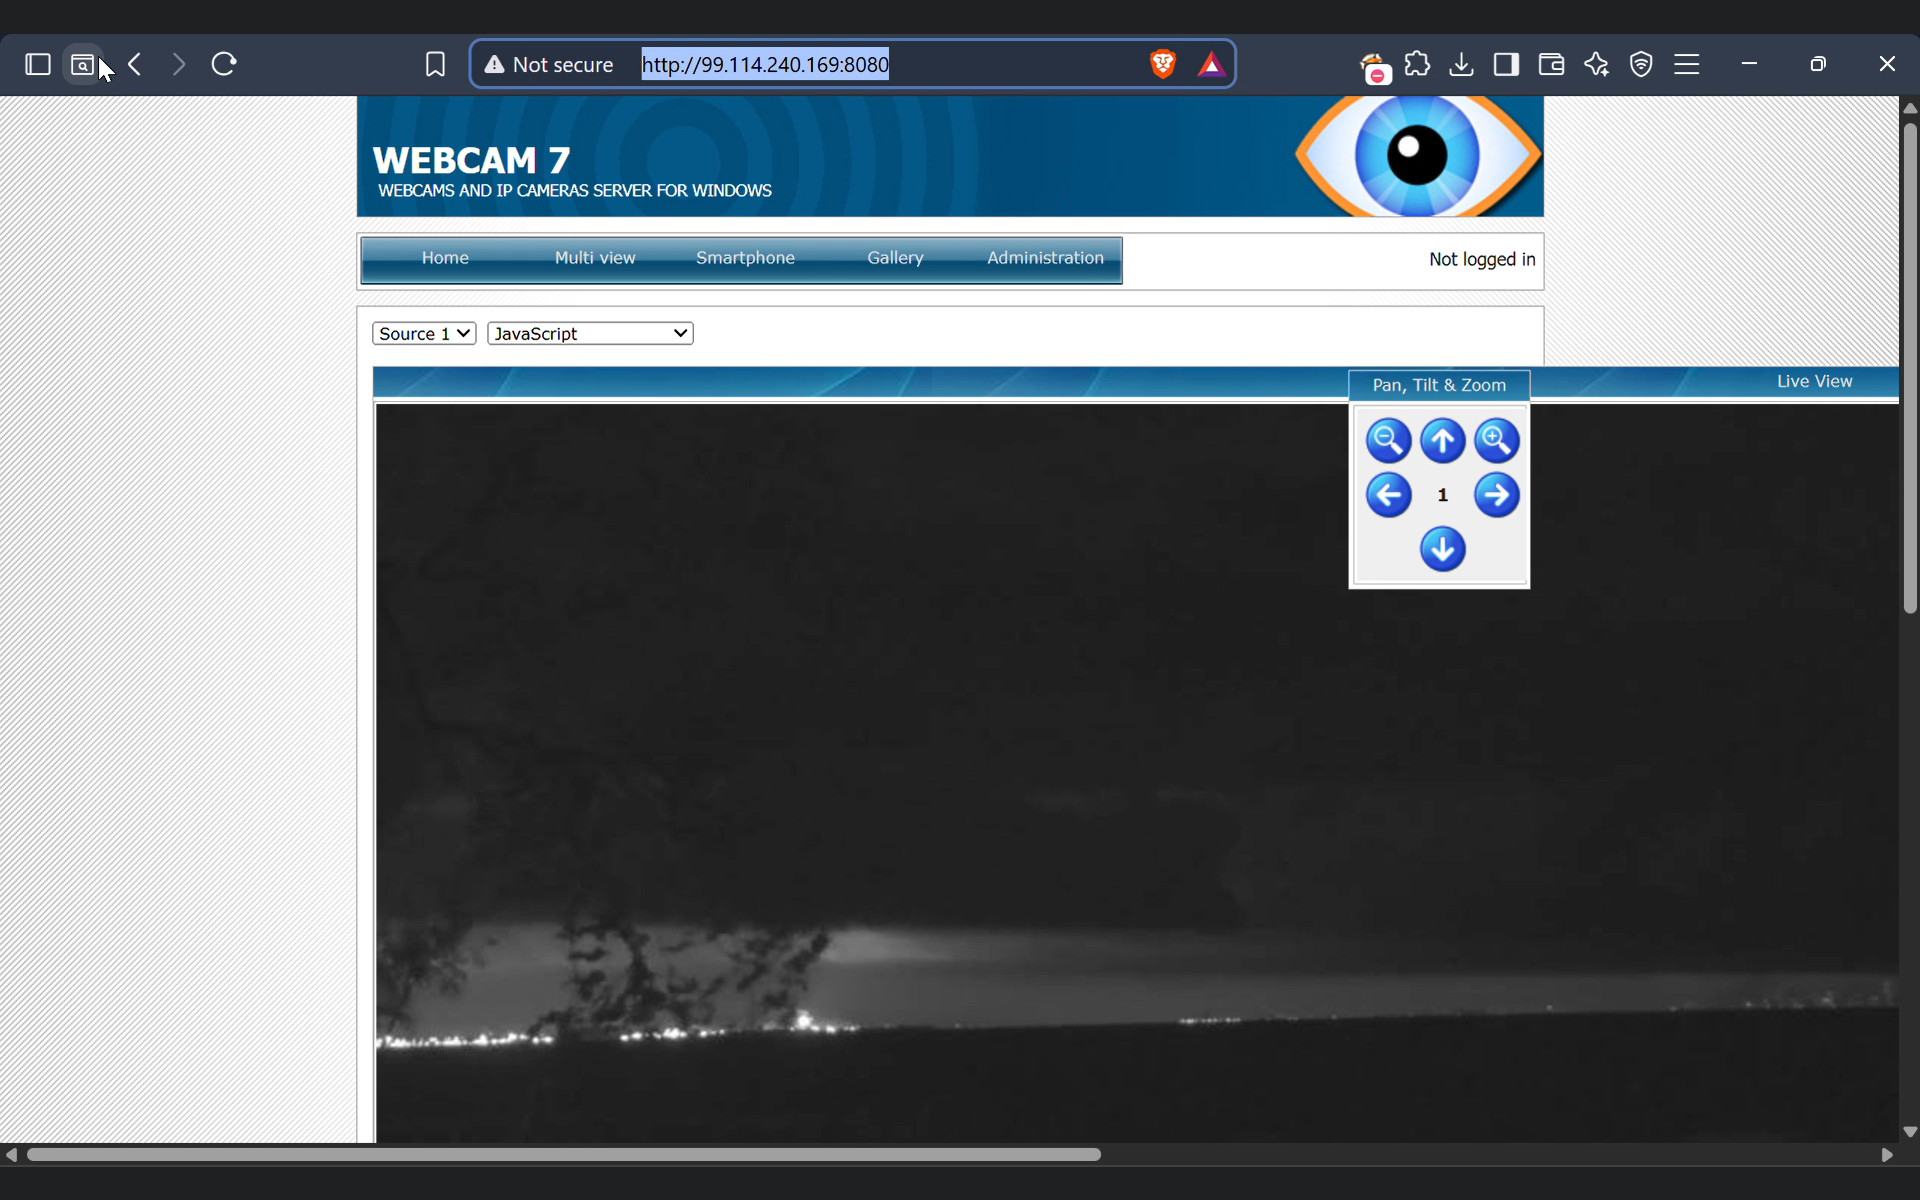 Not secure http://99.114.240.169:8080
WEBCAM 7
WEBCAMS AND IP CAMERAS SERVER FOR WINDOWS
Home Multi view Smartphone Gallery Administration Not logged in
Source 1 JavaScript
Pan, Tilt & Zoom Live View
1